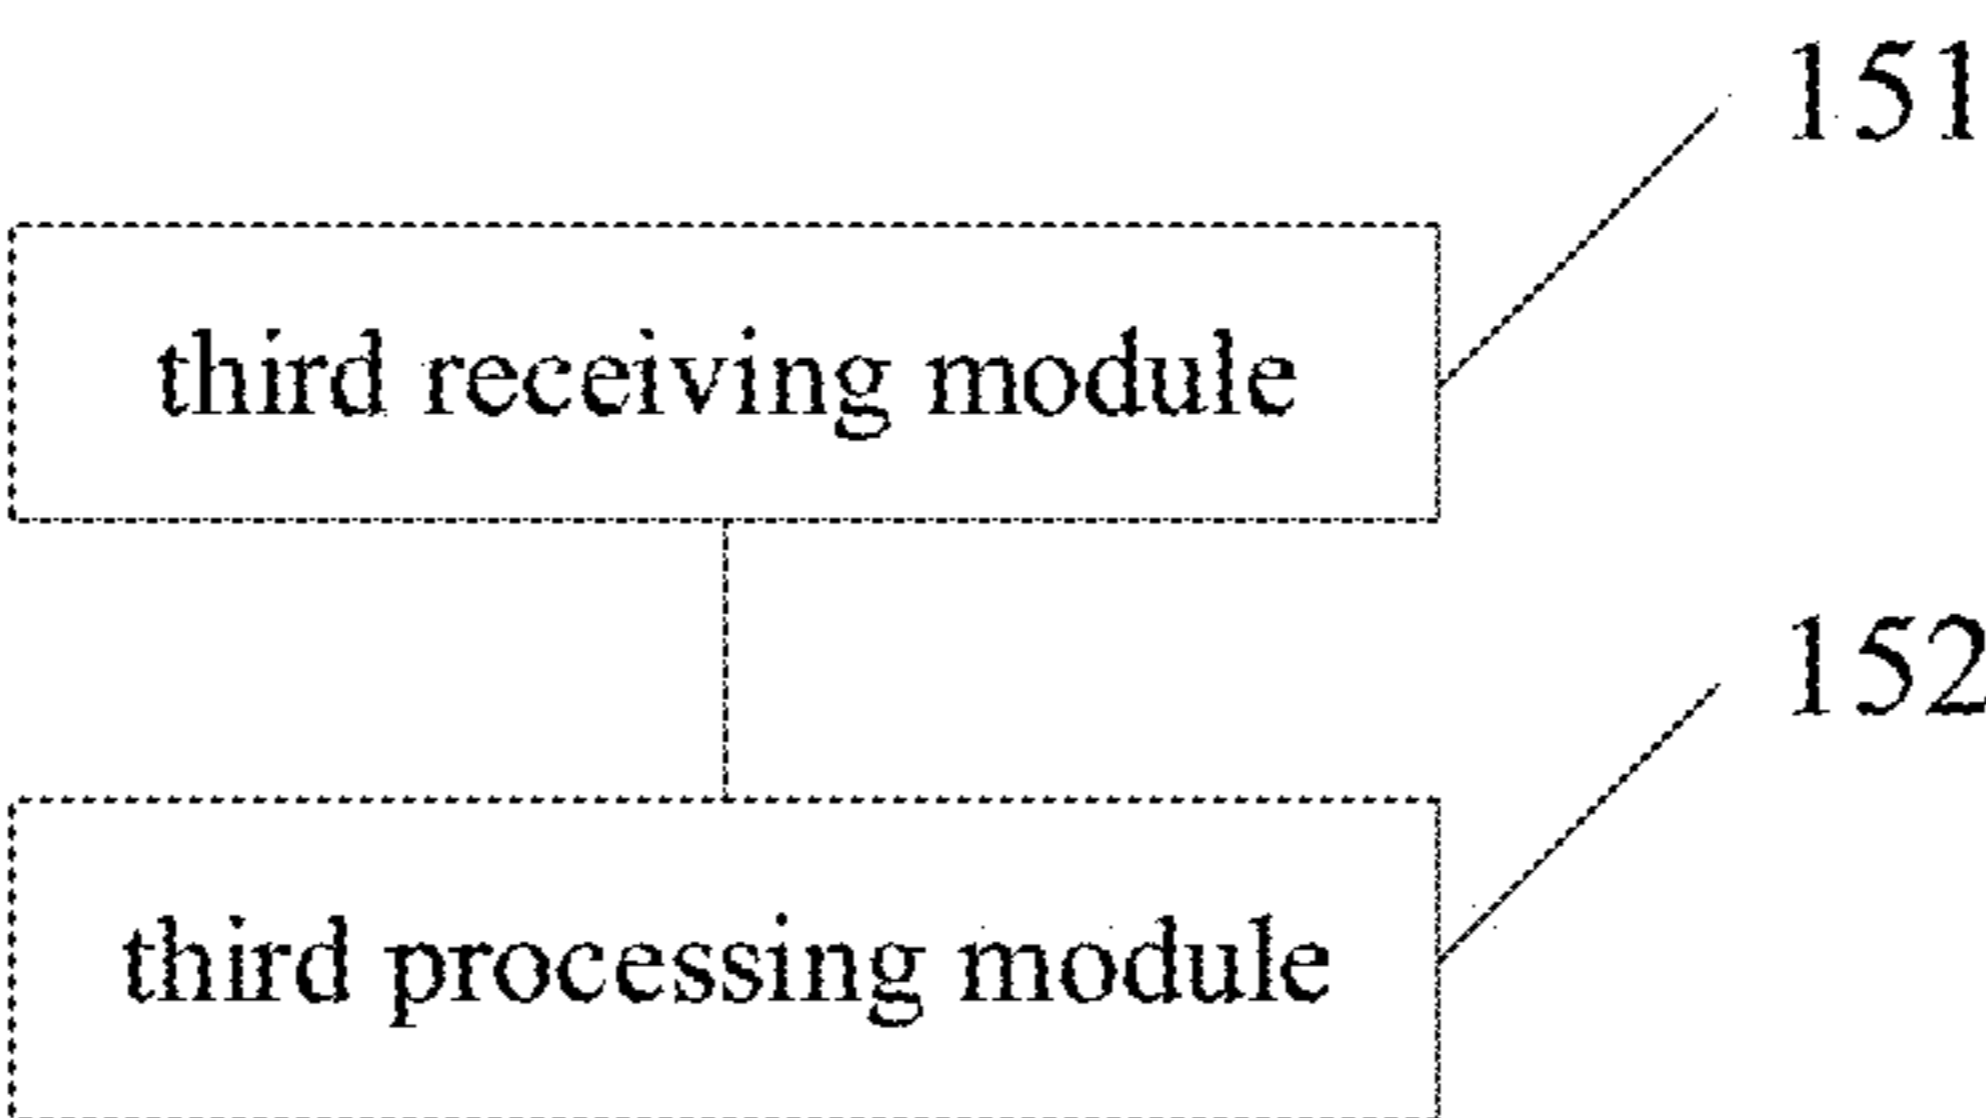 151
third receiving module
152
third processing module